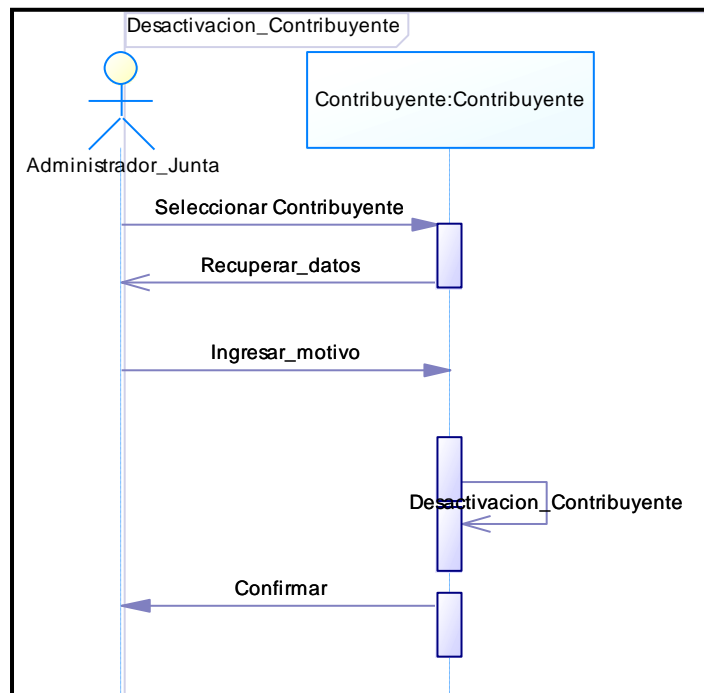 Desactivacion_Contribuyente
Contribuyente:Contribuyente
Administrador_Junta
Seleccionar Contribuyente
Recuperar_datos
Ingresar_motivo
Desactivacion_Contribuyente
Confirmar